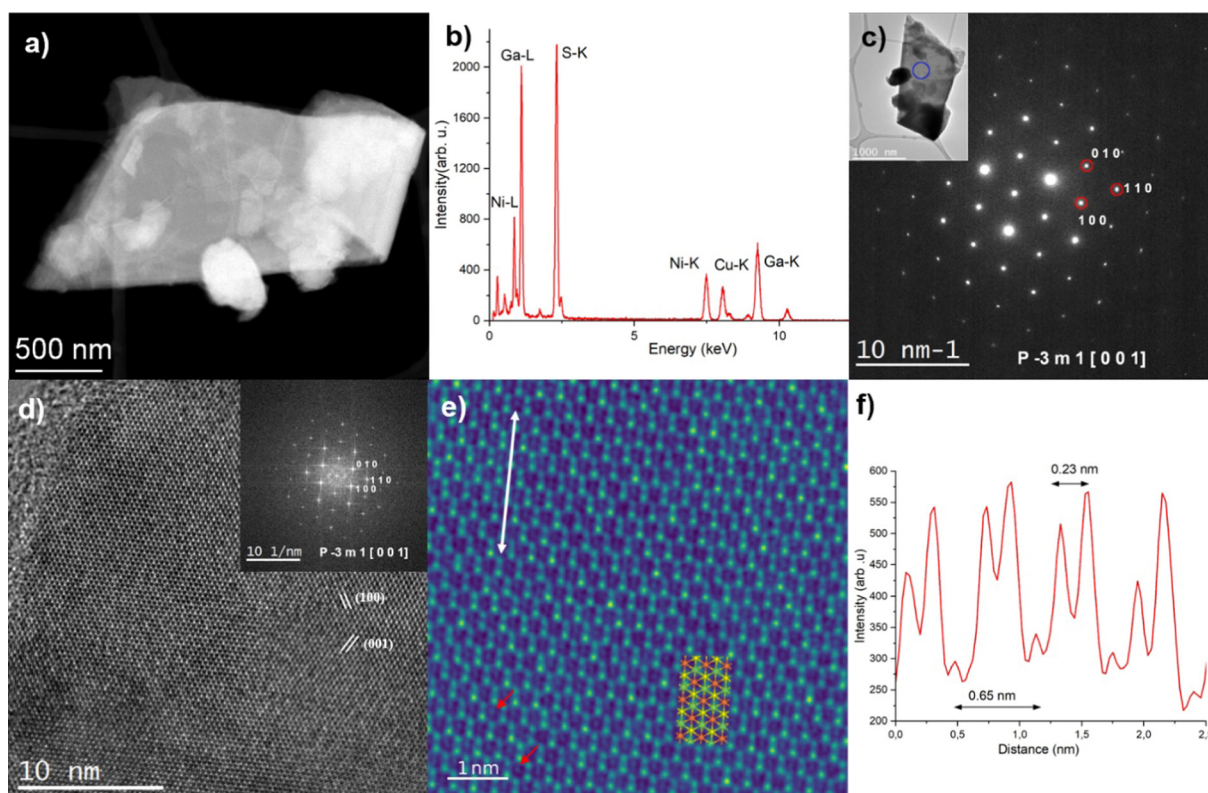 a)
500 nm
b)
Intensity(arb. u.)
2000
1600
1200
800
400
0
Ga-L
S-K
Ni-L
Ni-K
Cu-K
Ga-K
0
5
10
Energy (keV)
c)
1000 nm
0 1 0
1 1 0
1 0 0
10 nm-1
P -3 m 1 [ 0 0 1]
d)
0 1 0
1 1 0
1 0 0
10 1/nm
P -3 m 1 [ 0 0 1]
(100)
(001)
10 nm
e)
1 nm
f)
Intensity (arb .u)
600
550
500
450
400
350
300
250
200
0.23 nm
0.65 nm
0,0
0,5
1,0
1,5
2,0
2,5
Distance (nm)